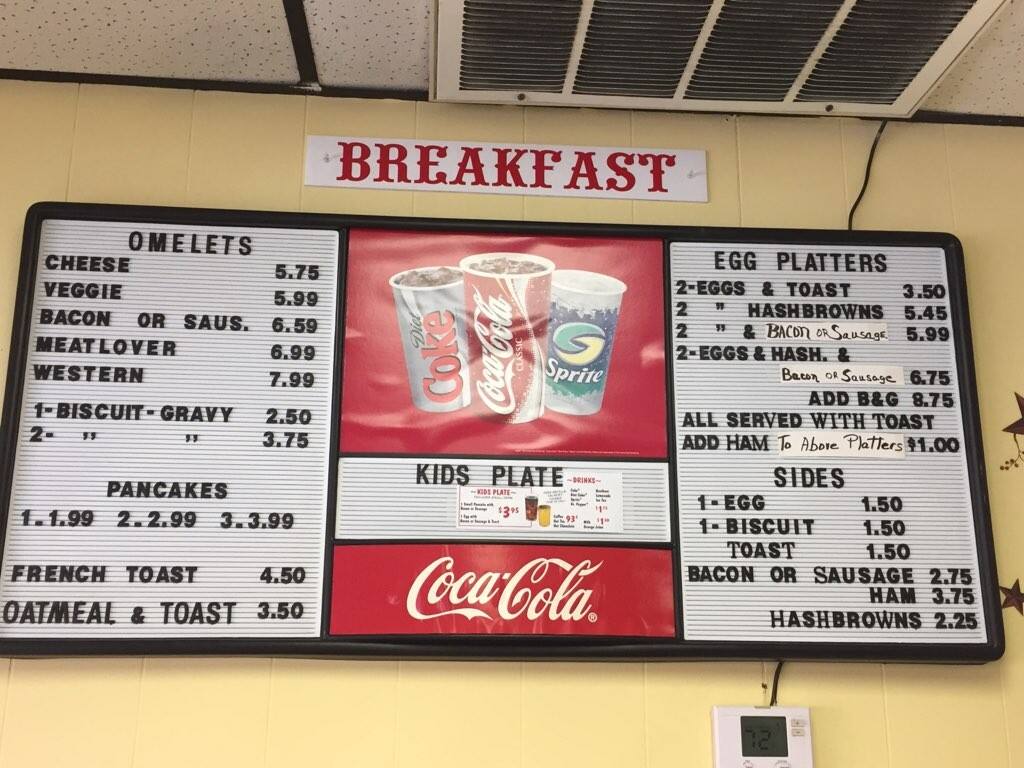 BREAKFAST
OMELETS
CHEESE 5.75
VEGGIE 5.99
BACON OR SAUS. 6.59
MEATLOVER 6.99
WESTERN 7.99
1-BISCUIT-GRAVY 2.50
2- " " 3.75
PANCAKES
1.1.99 2.2.99 3.3.99
FRENCH TOAST 4.50
OATMEAL & TOAST 3.50
Diet Coke
Coca-Cola CLASSIC
Sprite
KIDS PLATE
~KIDS PLATE~
$3.95
~DRINKS~
93¢
Coca-Cola®
EGG PLATTERS
2-EGGS & TOAST 3.50
2 " HASHBROWNS 5.45
2 " & BACON OR Sausage 5.99
2-EGGS & HASH. &
Bacon OR Sausage 6.75
ADD B&G 8.75
ALL SERVED WITH TOAST
ADD HAM To Above Platters $1.00
SIDES
1-EGG 1.50
1-BISCUIT 1.50
TOAST 1.50
BACON OR SAUSAGE 2.75
HAM 3.75
HASHBROWNS 2.25
72